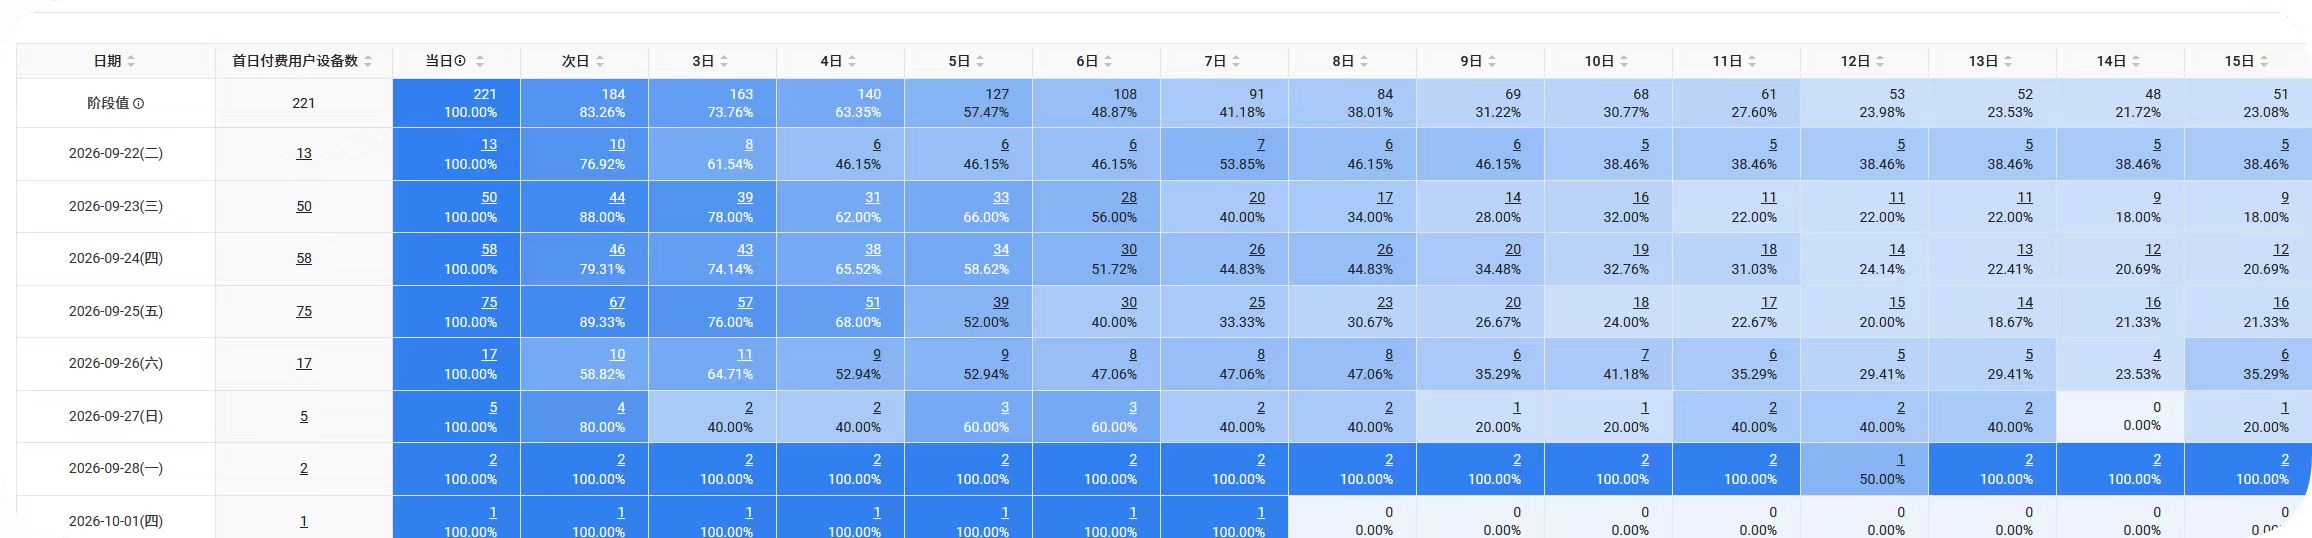 日期 首日付费用户设备数 当日 次日 3日 4日 5日 6日 7日 8日 9日 10日 11日 12日 13日 14日 15日
阶段值 221 221 184 163 140 127 108 91 84 69 68 61 53 52 48 51
100.00% 83.26% 73.76% 63.35% 57.47% 48.87% 41.18% 38.01% 31.22% 30.77% 27.60% 23.98% 23.53% 21.72% 23.08%
2026-09-22(二) 13 13 10 8 6 6 6 7 6 6 5 5 5 5 5 5
100.00% 76.92% 61.54% 46.15% 46.15% 46.15% 53.85% 46.15% 46.15% 38.46% 38.46% 38.46% 38.46% 38.46% 38.46%
2026-09-23(三) 50 50 44 39 31 33 28 20 17 14 16 11 11 11 9 9
100.00% 88.00% 78.00% 62.00% 66.00% 56.00% 40.00% 34.00% 28.00% 32.00% 22.00% 22.00% 22.00% 18.00% 18.00%
2026-09-24(四) 58 58 46 43 38 34 30 26 26 20 19 18 14 13 12 12
100.00% 79.31% 74.14% 65.52% 58.62% 51.72% 44.83% 44.83% 34.48% 32.76% 31.03% 24.14% 22.41% 20.69% 20.69%
2026-09-25(五) 75 75 67 57 51 39 30 25 23 20 18 17 15 14 16 16
100.00% 89.33% 76.00% 68.00% 52.00% 40.00% 33.33% 30.67% 26.67% 24.00% 22.67% 20.00% 18.67% 21.33% 21.33%
2026-09-26(六) 17 17 10 11 9 9 8 8 8 6 7 6 5 5 4 6
100.00% 58.82% 64.71% 52.94% 52.94% 47.06% 47.06% 47.06% 35.29% 41.18% 35.29% 29.41% 29.41% 23.53% 35.29%
2026-09-27(日) 5 5 4 2 2 3 3 2 2 1 1 2 2 2 0 1
100.00% 80.00% 40.00% 40.00% 60.00% 60.00% 40.00% 40.00% 20.00% 20.00% 40.00% 40.00% 40.00% 0.00% 20.00%
2026-09-28(一) 2 2 2 2 2 2 2 2 2 2 2 2 1 2 2 2
100.00% 100.00% 100.00% 100.00% 100.00% 100.00% 100.00% 100.00% 100.00% 100.00% 100.00% 50.00% 100.00% 100.00% 100.00%
2026-10-01(四) 1 1 1 1 1 1 1 1 0 0 0 0 0 0 0 0
100.00% 100.00% 100.00% 100.00% 100.00% 100.00% 100.00% 0.00% 0.00% 0.00% 0.00% 0.00% 0.00% 0.00%